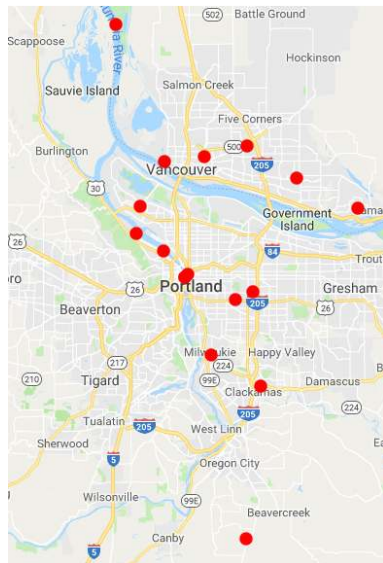 502
Battle Ground
Scappoose
Hockinson
Salmon Creek
Sauvie Island
Five Corners
Burlington
500
205
Vancouver
30
Government
Island
26
84
Trout
26
Portland
Gresham
205
26
Beaverton
217
Milwaukie
Happy Valley
224
210
Tigard
99E
Damascus
Clackamas
205
224
Tualatin
205
West Linn
Sherwood
5
Oregon City
Wilsonville
99E
Beavercreek
Canby
5